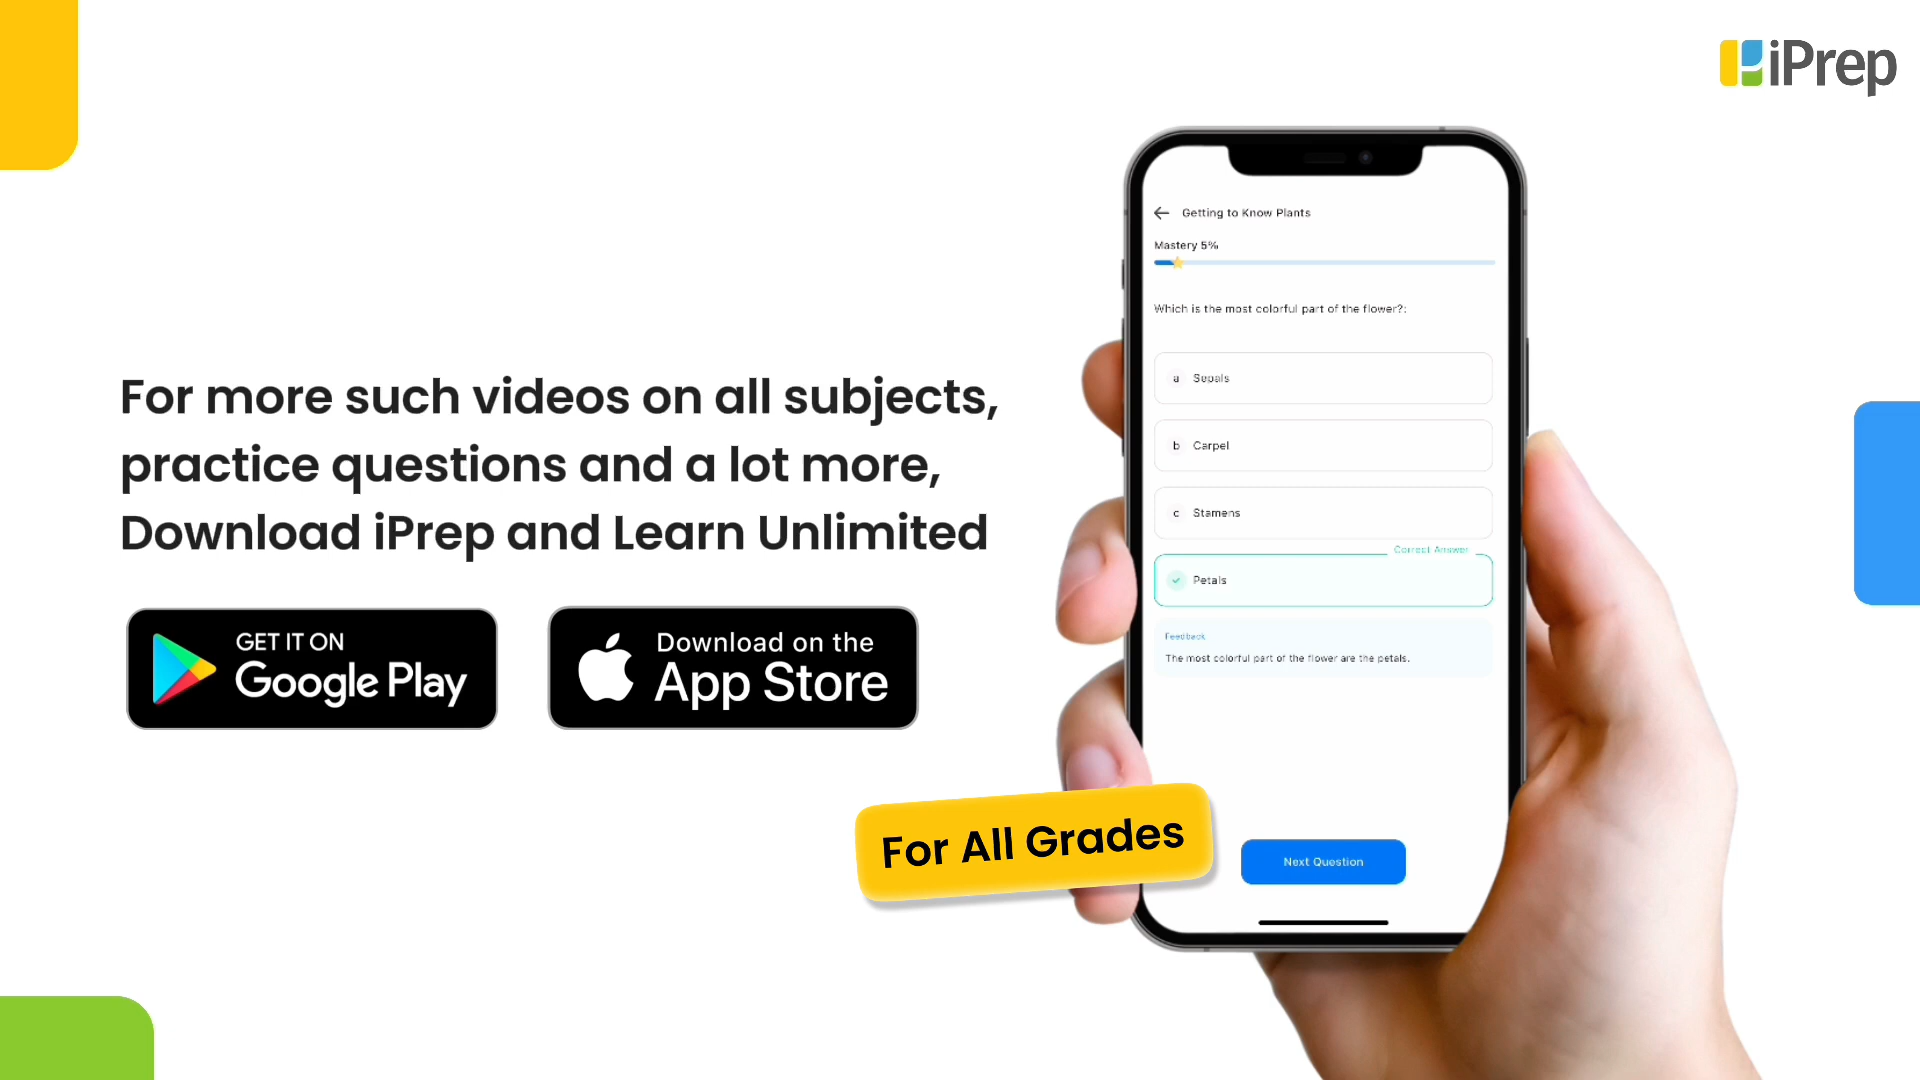 iPrep
Getting to Know Plants
Mastery 5%
Which is the most colorful part of the flower?:
a Sepals
b Carpel
c Stamens
Correct Answer
Petals
Feedback
The most colorful part of the flower are the petals.
Next Question
For more such videos on all subjects,
practice questions and a lot more,
Download iPrep and Learn Unlimited
GET IT ON
Google Play
Download on the
App Store
For All Grades